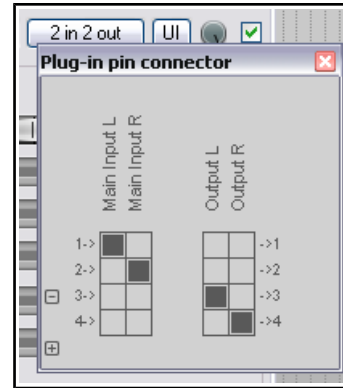 2 in 2 out UI
Plug-in pin connector
Main Input L
Main Input R
Output L
Output R
1-> ->1
2-> ->2
3-> ->3
4-> ->4